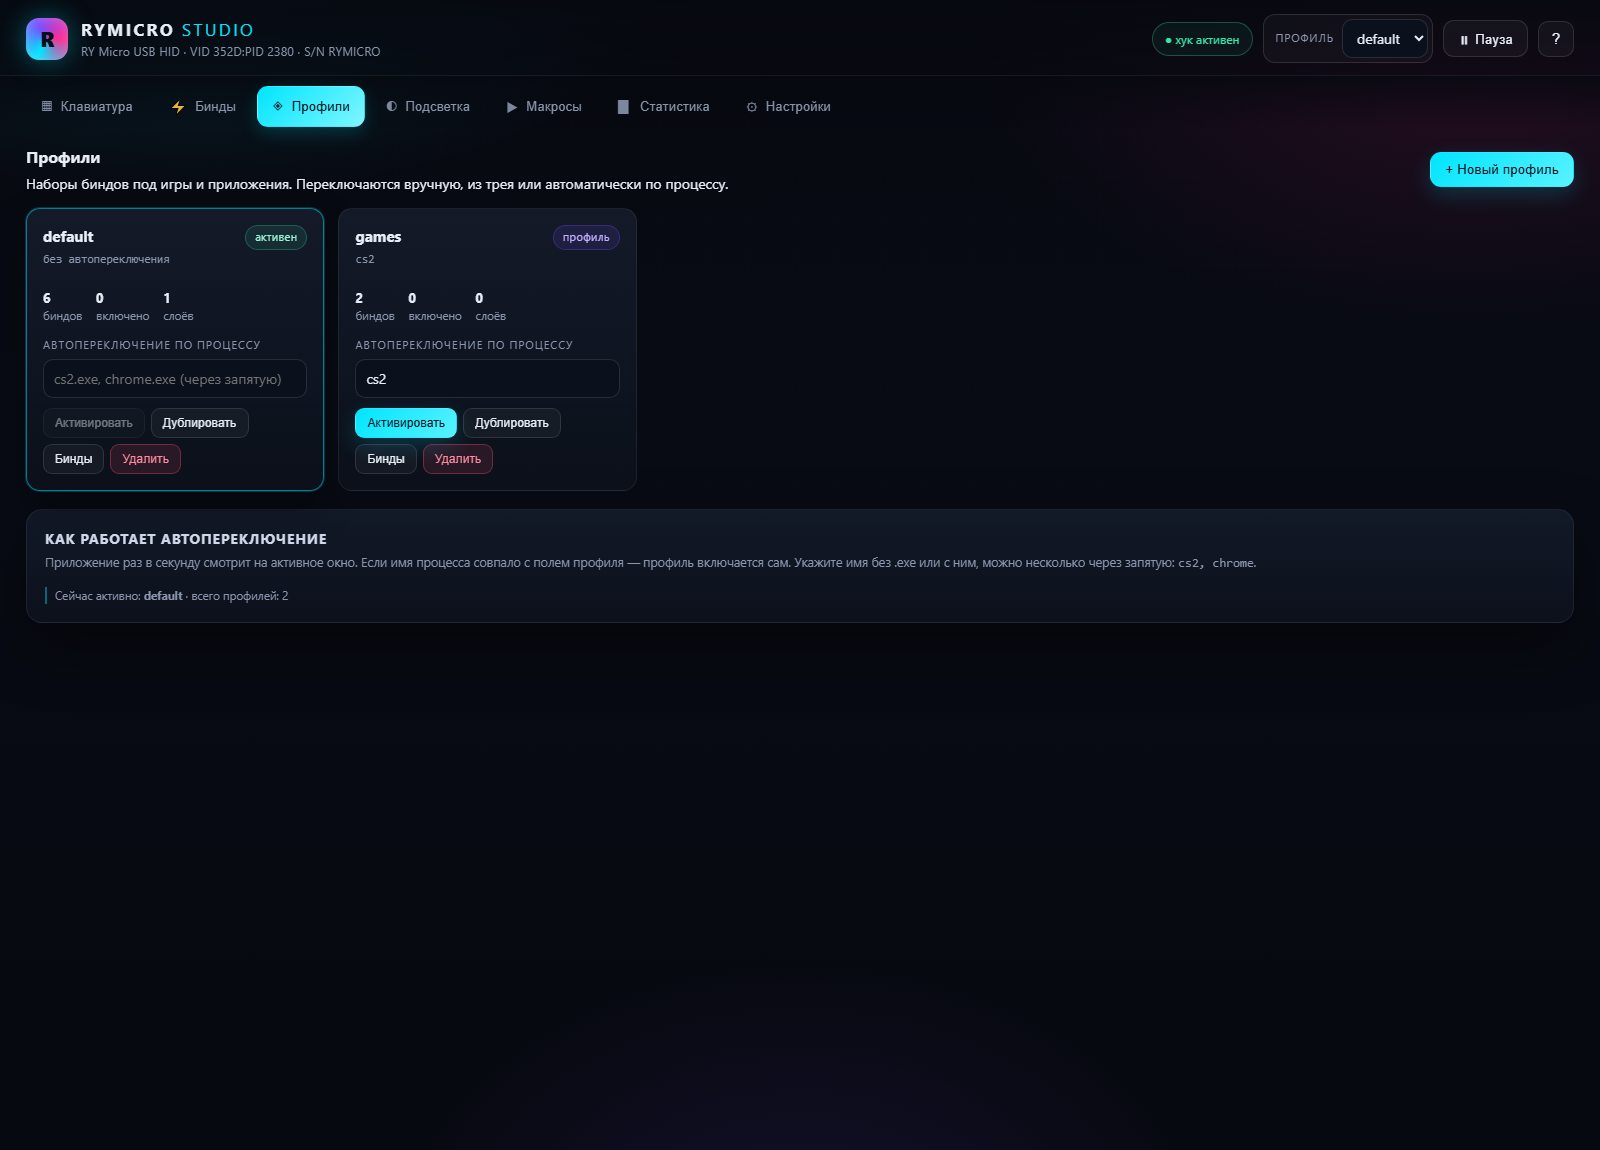 R
RYMICRO STUDIO
RY Micro USB HID · VID 352D:PID 2380 · S/N RYMICRO
● хук активен
ПРОФИЛЬ
default
Пауза
?
Клавиатура
Бинды
Профили
Подсветка
Макросы
Статистика
Настройки
Профили
Наборы биндов под игры и приложения. Переключаются вручную, из трея или автоматически по процессу.
+ Новый профиль
default
активен
без автопереключения
6 0 1
биндов включено слоёв
АВТОПЕРЕКЛЮЧЕНИЕ ПО ПРОЦЕССУ
cs2.exe, chrome.exe (через запятую)
Активировать
Дублировать
Бинды
Удалить
games
профиль
cs2
2 0 0
биндов включено слоёв
АВТОПЕРЕКЛЮЧЕНИЕ ПО ПРОЦЕССУ
cs2
Активировать
Дублировать
Бинды
Удалить
КАК РАБОТАЕТ АВТОПЕРЕКЛЮЧЕНИЕ
Приложение раз в секунду смотрит на активное окно. Если имя процесса совпало с полем профиля — профиль включается сам. Укажите имя без .exe или с ним, можно несколько через запятую: cs2, chrome.
Сейчас активно: default · всего профилей: 2